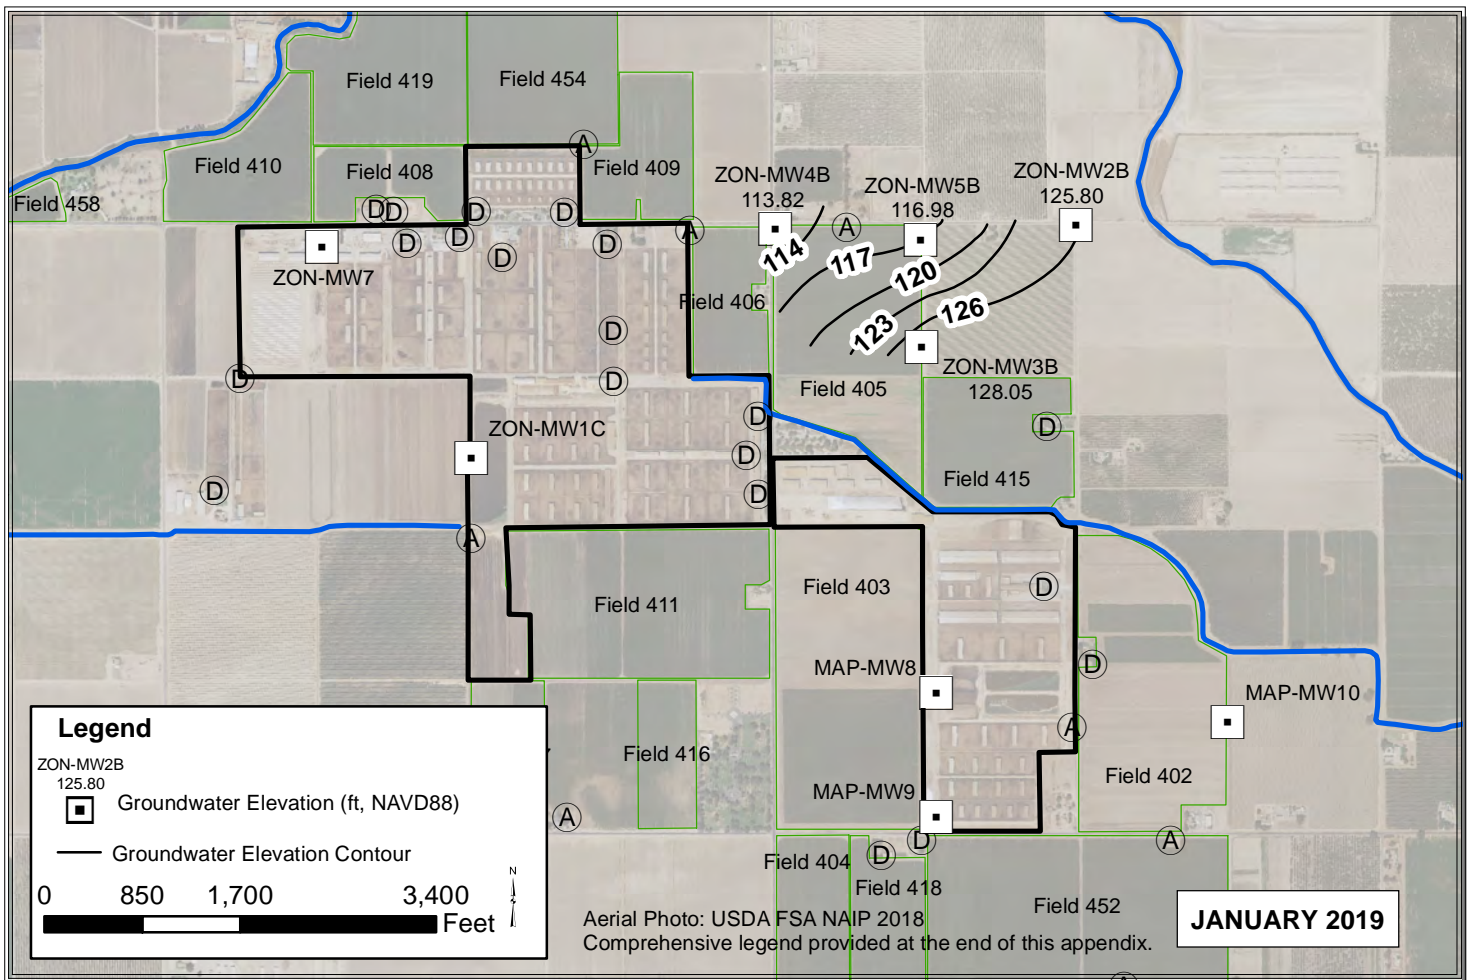 Field 419
Field 454
Field 410
Field 408
Field 409
Field 458
A
D
D
D
D
D
D
D
D
A
A
ZON-MW4B
113.82
ZON-MW5B
116.98
ZON-MW2B
125.80
ZON-MW7
114
117
120
123
126
Field 406
D
D
D
ZON-MW3B
128.05
Field 405
ZON-MW1C
D
D
D
D
D
Field 415
A
Field 411
Field 403
D
D
MAP-MW8
MAP-MW10
A
Field 416
Field 402
MAP-MW9
A
D
D
A
Field 404
Field 418
Field 452
Legend
ZON-MW2B
125.80
Groundwater Elevation (ft, NAVD88)
Groundwater Elevation Contour
N
0 850 1,700 3,400
Feet
Aerial Photo: USDA FSA NAIP 2018
Comprehensive legend provided at the end of this appendix.
JANUARY 2019